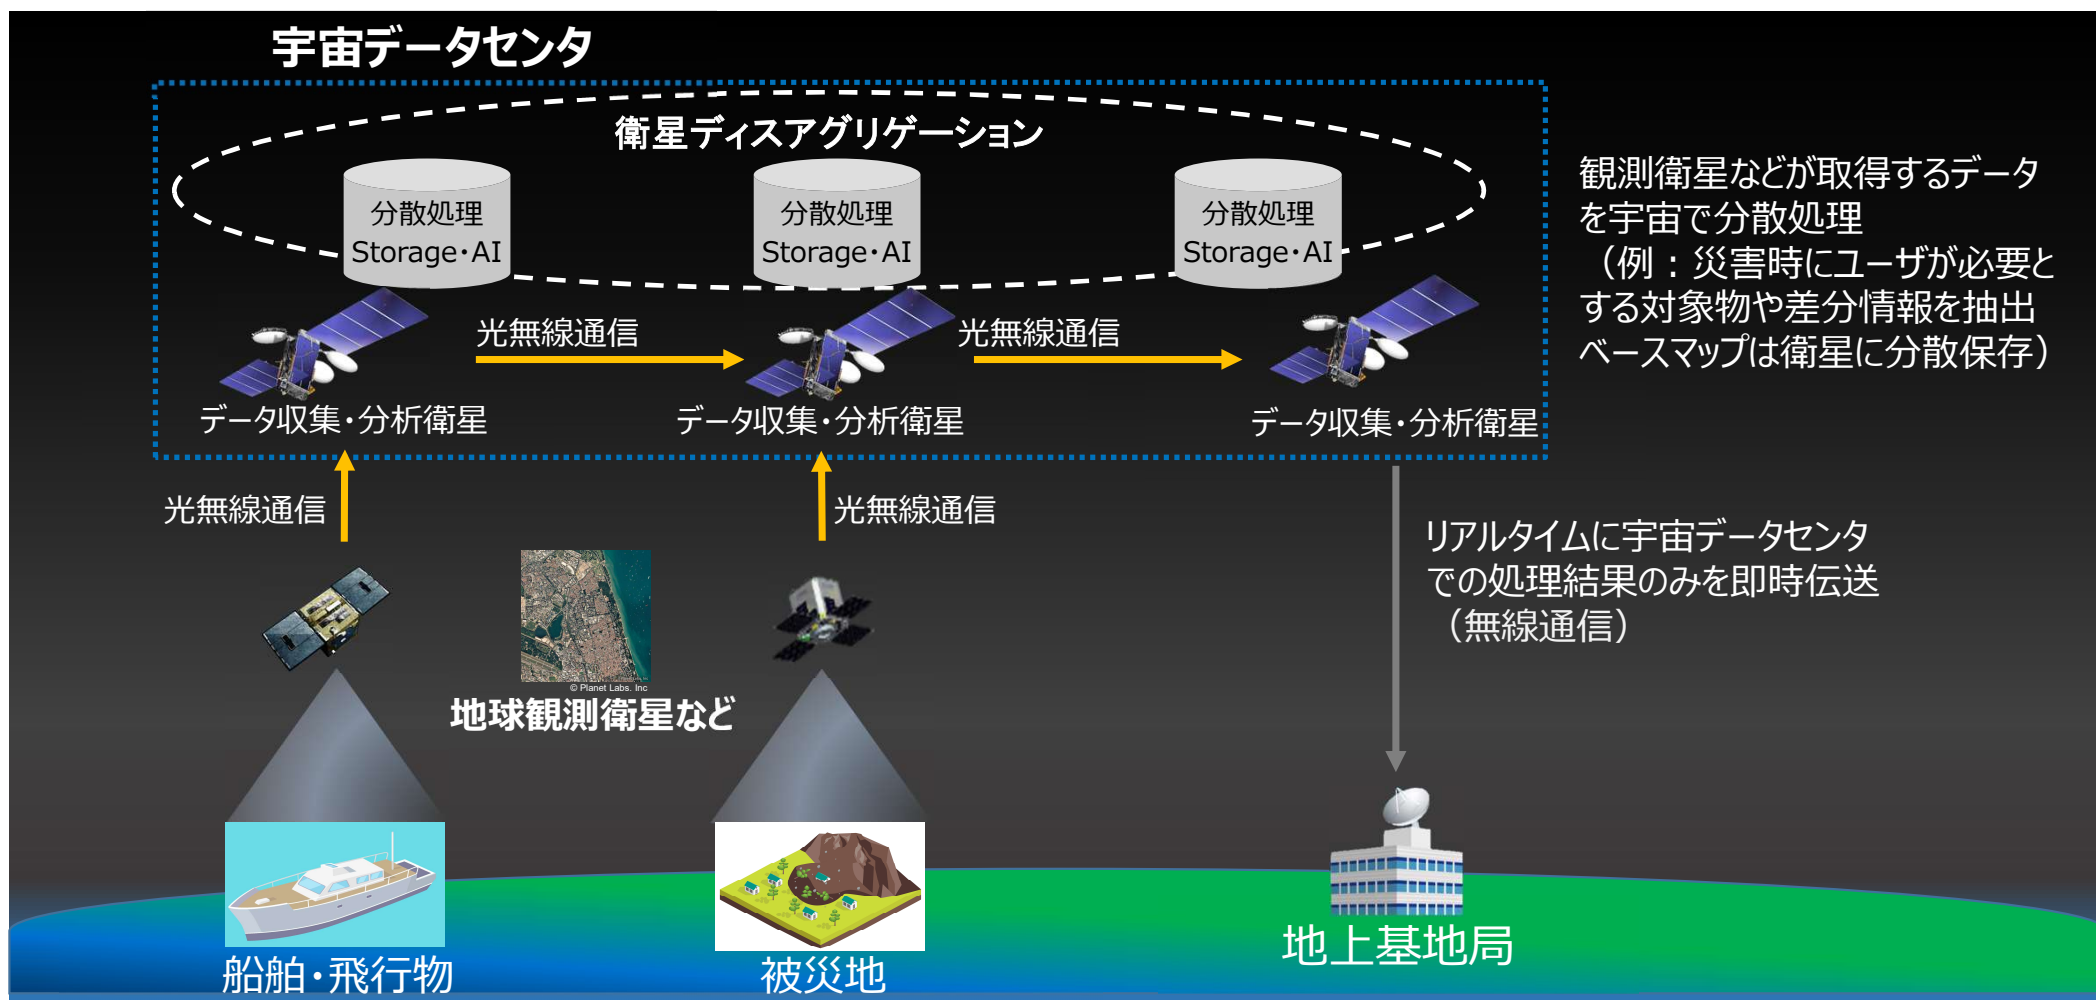 宇宙データセンタ
衛星ディスアグリゲーション
分散処理
Storage・AI
分散処理
Storage・AI
分散処理
Storage・AI
観測衛星などが取得するデータ
を宇宙で分散処理
（例：災害時にユーザが必要と
する対象物や差分情報を抽出
ベースマップは衛星に分散保存）
光無線通信
光無線通信
データ収集・分析衛星
データ収集・分析衛星
データ収集・分析衛星
光無線通信
光無線通信
リアルタイムに宇宙データセンタ
での処理結果のみを即時伝送
（無線通信）
© Planet Labs. Inc
地球観測衛星など
船舶・飛行物
被災地
地上基地局